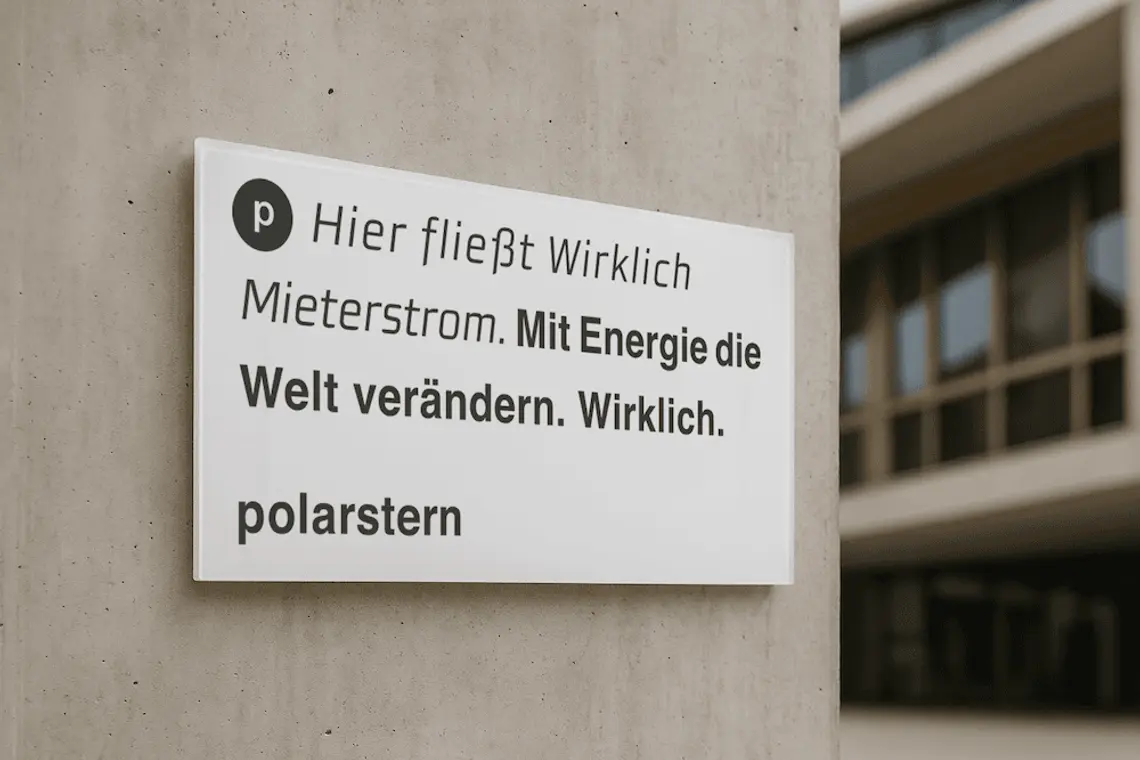 p Hier fließt Wirklich
Mieterstrom. Mit Energie die
Welt verändern. Wirklich.
polarstern